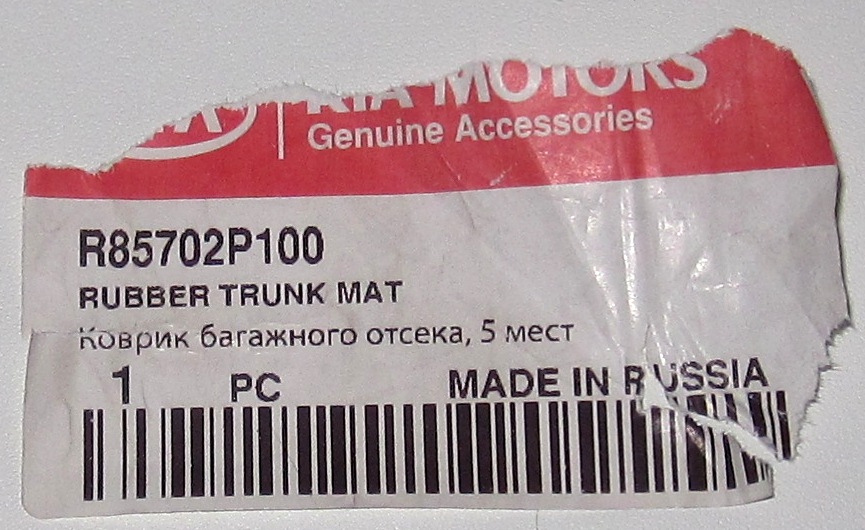 KIA MOTORS
Genuine Accessories
R85702P100
RUBBER TRUNK MAT
Коврик багажного отсека, 5 мест
1 PC MADE IN RUSSIA